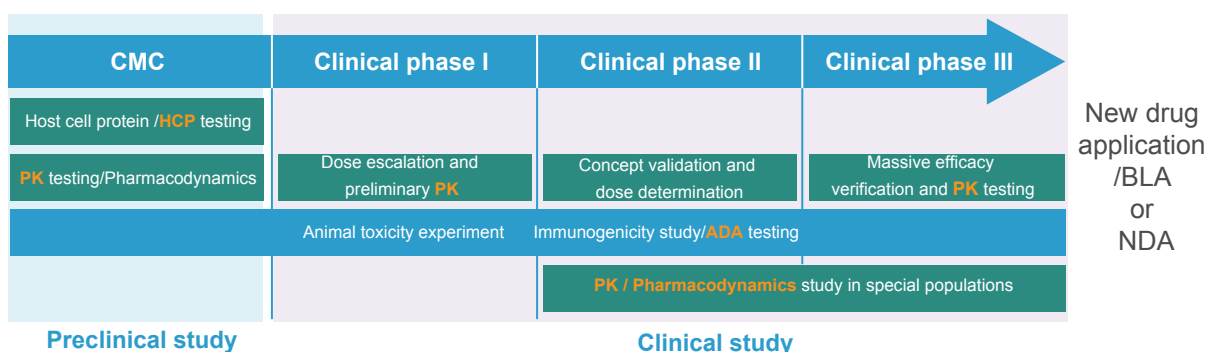 CMC
Clinical phase I
Clinical phase II
Clinical phase III
Host cell protein /HCP testing
PK testing/Pharmacodynamics
Dose escalation and
preliminary PK
Concept validation and
dose determination
Massive efficacy
verification and PK testing
Animal toxicity experiment
Immunogenicity study/ADA testing
PK / Pharmacodynamics study in special populations
New drug
application
/BLA
or
NDA
Preclinical study
Clinical study